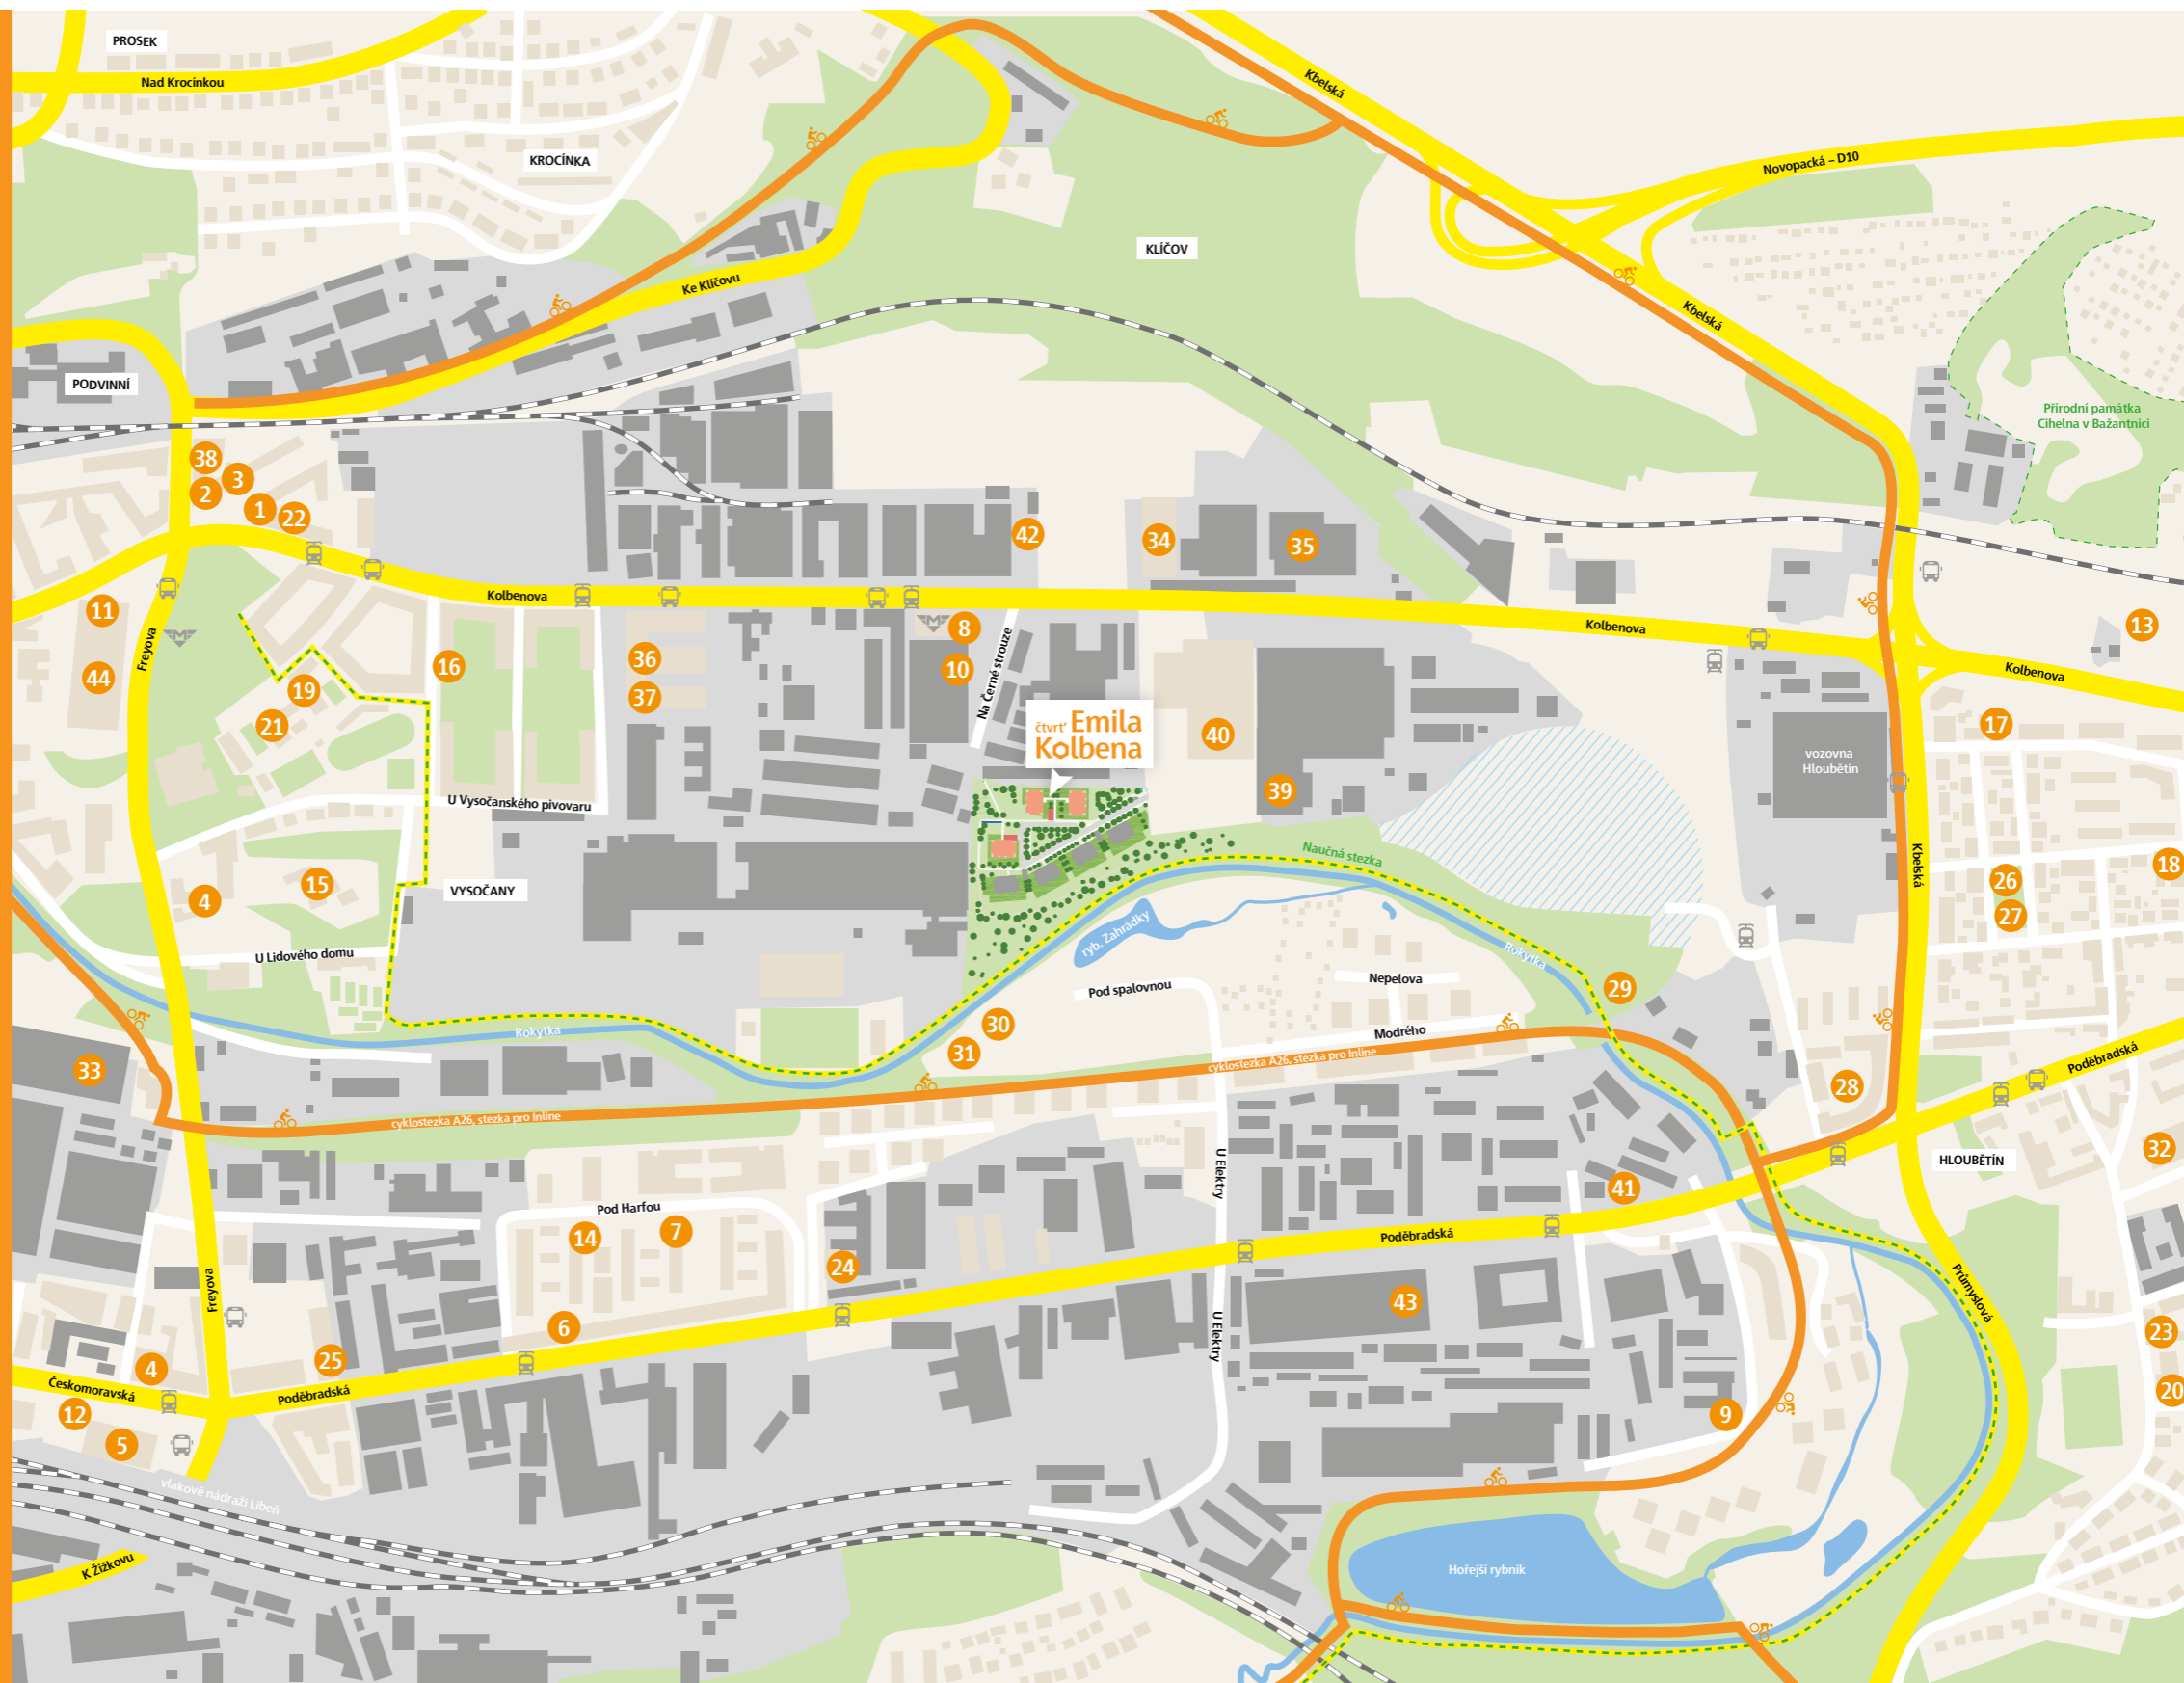 PROSEK
Nad Krocínkou
KROCÍNKA
Kbelská
Novopacká – D10
KLÍČOV
Ke Klíčovu
Kbelská
PODVINNÍ
Přírodní památka
Cihelna v Bažantnici
38
3
2
1
22
42
34
35
Kolbenova
11
Freyova
8
Kolbenova
13
16
36
10
Na Černé strouze
Kolbenova
44
19
37
21
čtvrť Emila
Kolbena
40
17
vozovna
Hloubětín
39
U Vysočanského pivovaru
Naučná stezka
Kbelská
18
15
VYSOČANY
26
4
27
ryb. Zahrádky
U Lidového domu
Rokytka
Nepelova
Pod spalovnou
29
Rokytka
30
Modrého
31
cyklostezka A26, stezka pro Inline
Poděbradská
33
28
cyklostezka A26, stezka pro Inline
32
HLOUBĚTÍN
U Elektry
41
Pod Harfou
14
7
Poděbradská
24
Freyova
Průmyslová
43
6
U Elektry
23
25
4
Českomoravská
Poděbradská
20
12
9
5
vlakové nádraží Libeň
K Žižkovu
Hořejší rybník